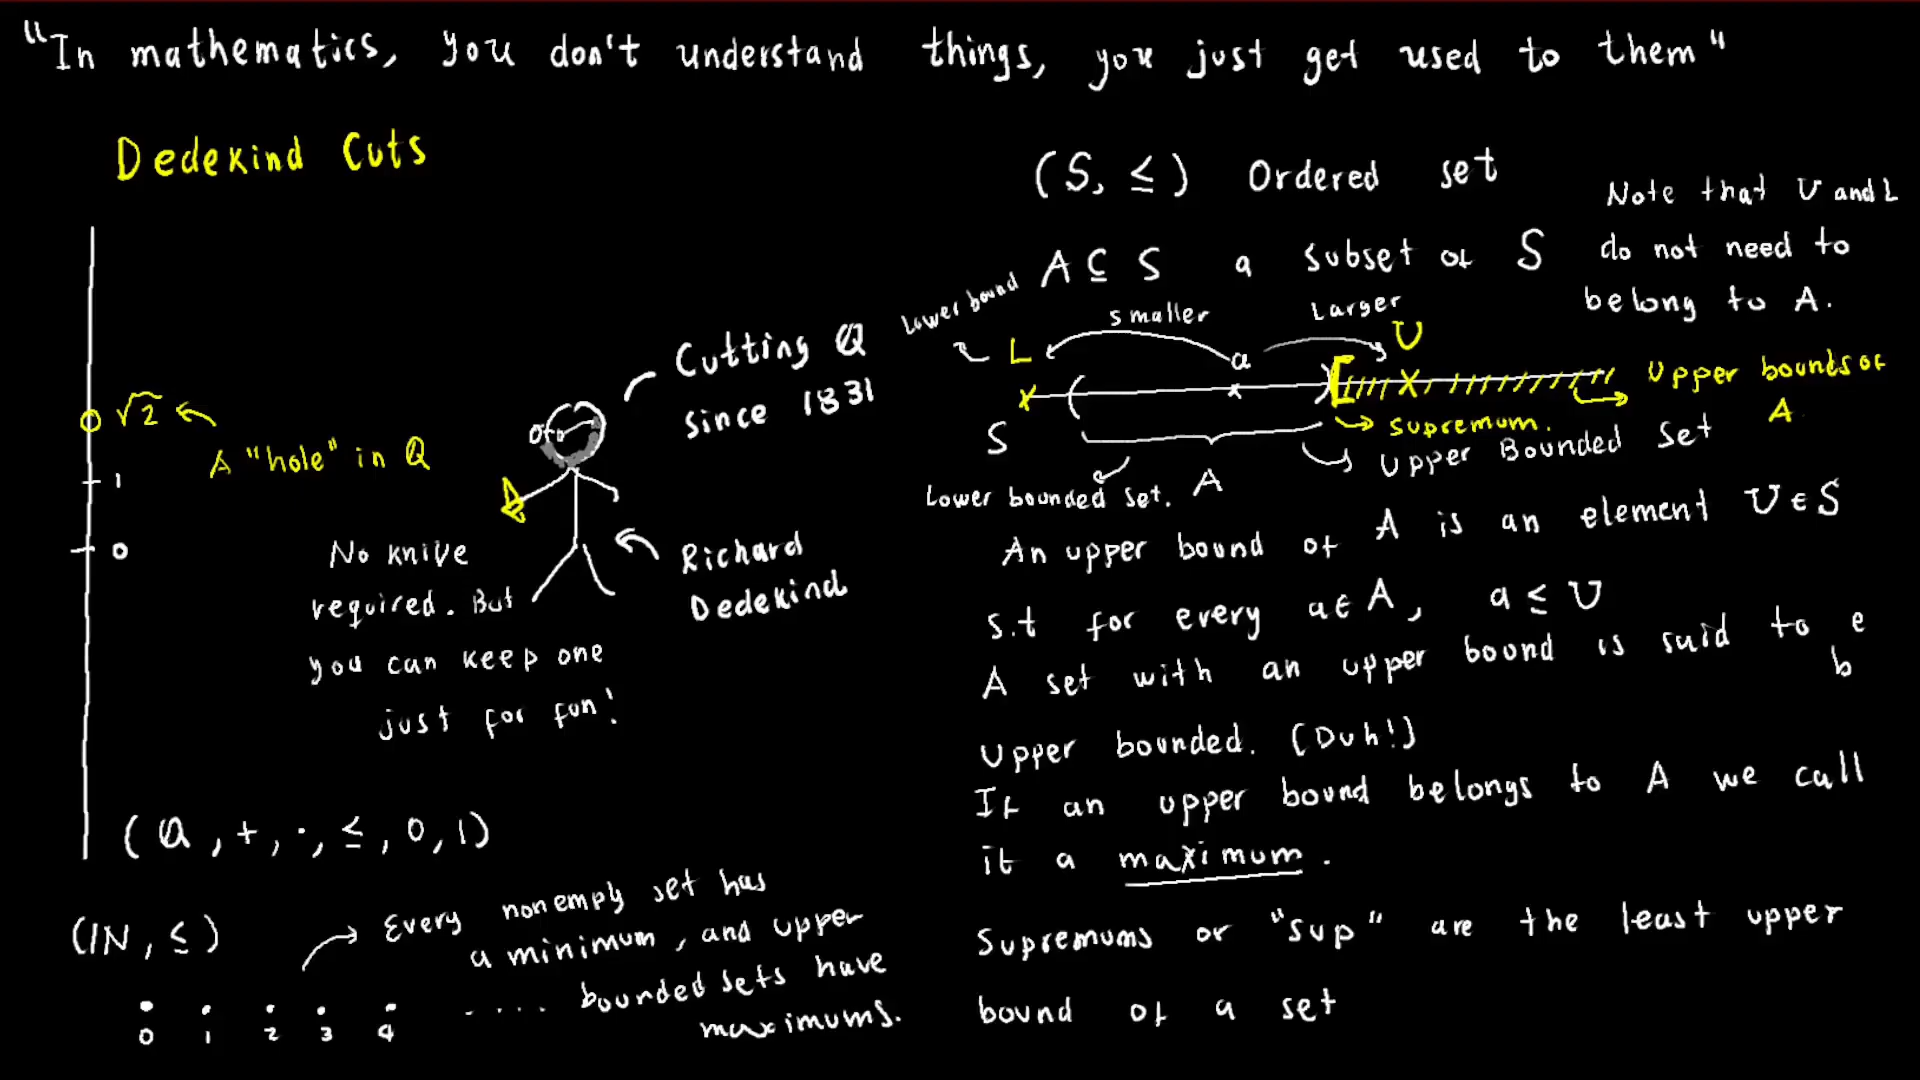 "In mathematics, you don't understand things, you just get used to them"
Dedekind Cuts
√2
A "hole" in Q
1
0
Cutting Q
since 1831
Richard
Dedekind
No knive
required. But
you can keep one
just for fun!
(Q, +, ·, ≤, 0, 1)
(IN, ≤)
Every nonempy set has
a minimum, and upper
bounded sets have
maximums.
0 1 2 3 4 ....
(S, ≤) Ordered set
A ⊆ S a subset of S
Note that U and L
do not need to
belong to A.
Lower bound
smaller
Larger
L
a
U
S
Upper bounds of
A
supremum.
Upper Bounded Set
Lower bounded set.
A
An upper bound of A is an element U ∈ S
s.t for every a ∈ A, a ≤ U
A set with an upper bound is said to be
Upper bounded. (Duh!)
If an upper bound belongs to A we call
it a maximum.
Supremums or "sup" are the least upper
bound of a set